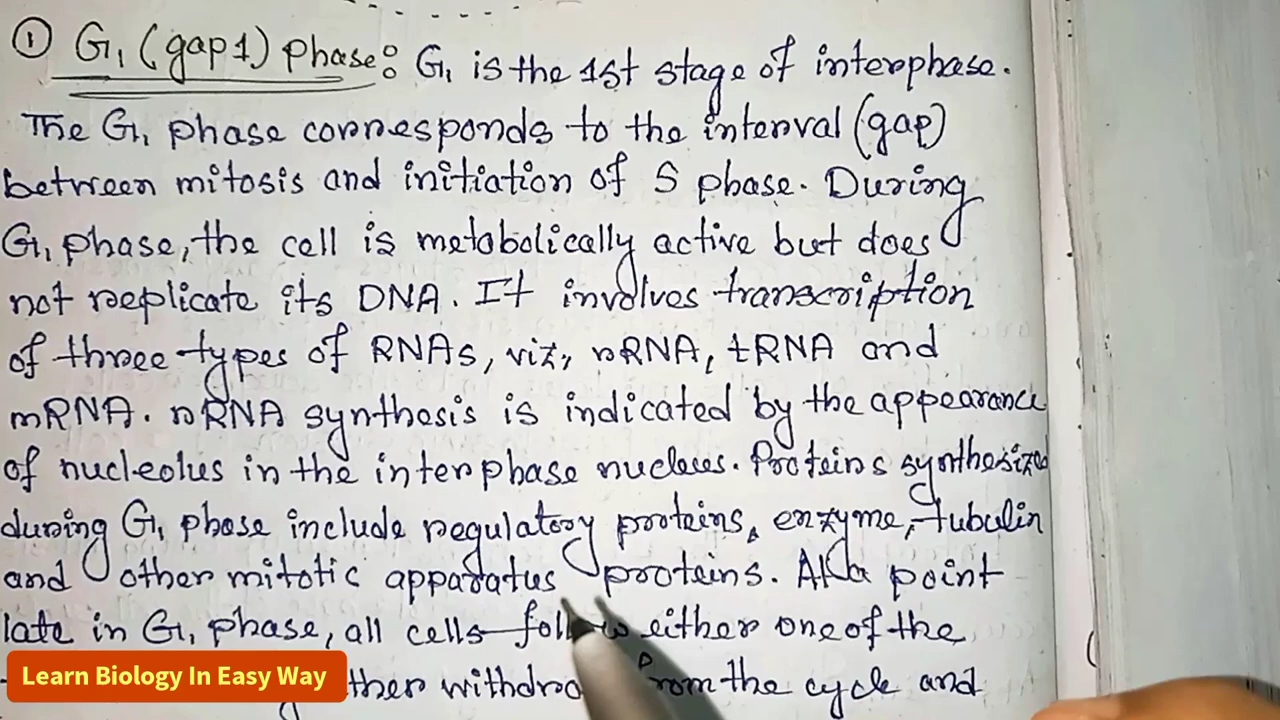 ① G₁ (gap 1) phase: G₁ is the 1st stage of interphase.
The G₁ phase corresponds to the interval (gap)
between mitosis and initiation of S phase. During
G₁ phase, the cell is metabolically active but does
not replicate its DNA. It involves transcription
of three types of RNAs, viz, rRNA, tRNA and
mRNA. rRNA synthesis is indicated by the appearance
of nucleolus in the interphase nucleus. Proteins synthesized
during G₁ phase include regulatory proteins, enzyme, tubulin
and other mitotic apparatus proteins. At a point
late in G₁ phase, all cells follow either one of the
withdraw from the cycle and
Learn Biology In Easy Way